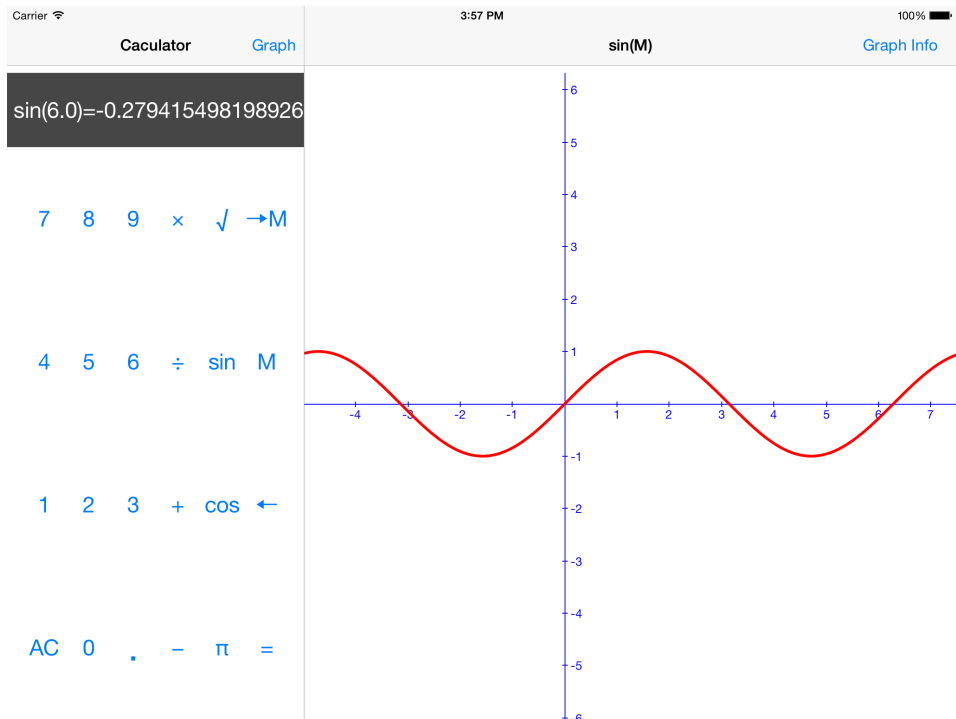 Carrier 3:57 PM 100%
Caculator Graph sin(M) Graph Info
sin(6.0)=-0.279415498198926
7 8 9 × √ →M
4 5 6 ÷ sin M
1 2 3 + cos ←
AC 0 . − π =
6
5
4
3
2
1
-4 -3 -2 -1 1 2 3 4 5 6 7
-1
-2
-3
-4
-5
-6